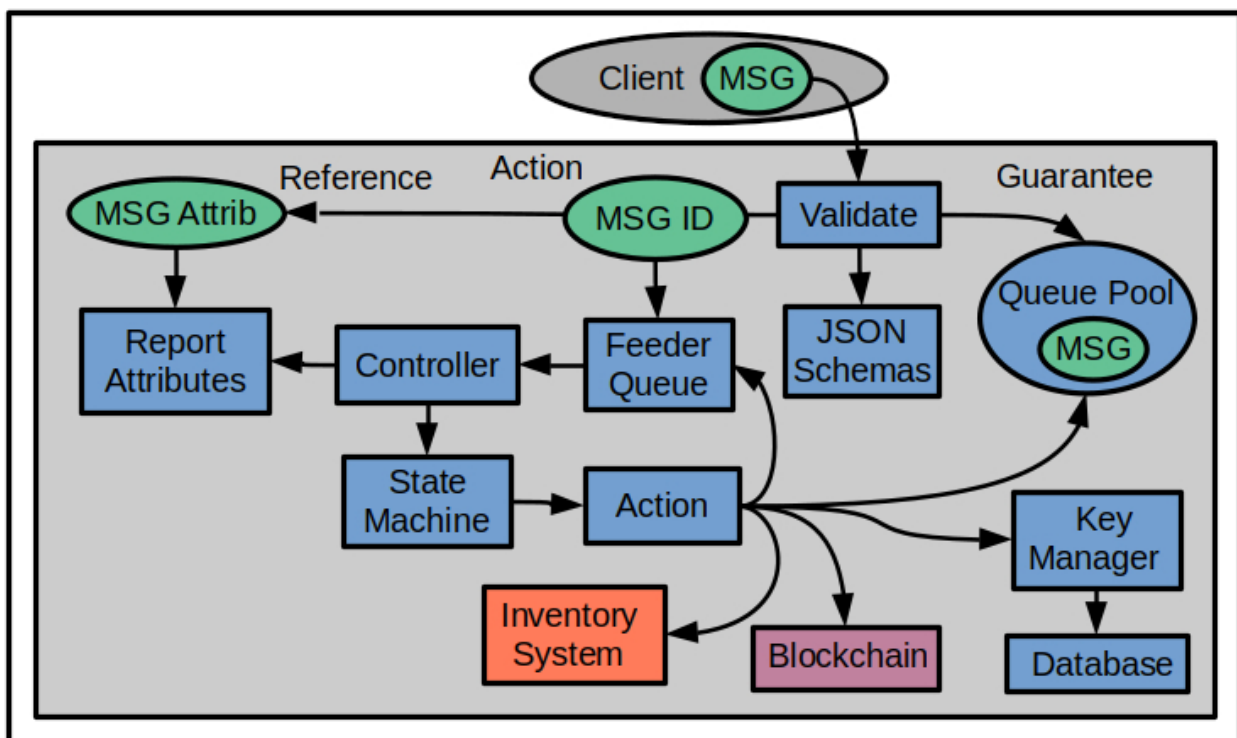 Client
MSG
Reference
Action
Guarantee
MSG Attrib
MSG ID
Validate
Queue Pool
MSG
Report
Attributes
Controller
Feeder
Queue
JSON
Schemas
State
Machine
Action
Key
Manager
Inventory
System
Blockchain
Database